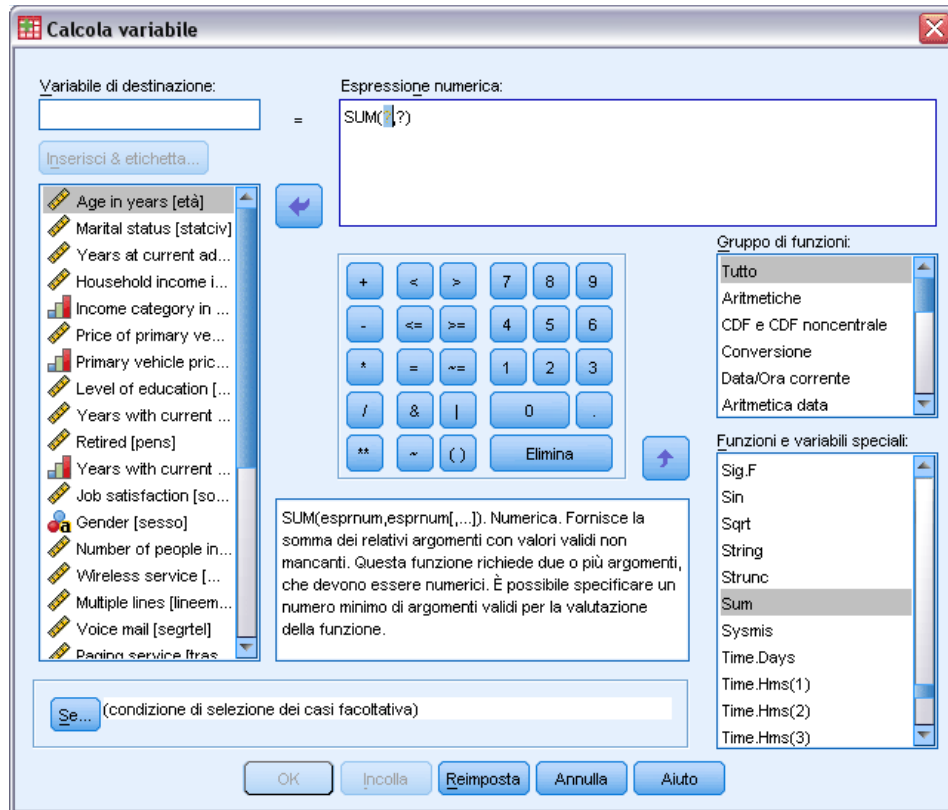 Calcola variabile
Variabile di destinazione:
Espressione numerica:
=
SUM(?,?)
Inserisci & etichetta...
Age in years [età]
Marital status [statciv]
Years at current ad...
Household income i...
Income category in ...
Price of primary ve...
Primary vehicle pric...
Level of education [...
Years with current ...
Retired [pens]
Years with current ...
Job satisfaction [so...
Gender [sesso]
Number of people in...
Wireless service [...
Multiple lines [lineem...
Voice mail [segrtel]
Paging service [tras
+ < > 7 8 9
- <= >= 4 5 6
* = ~= 1 2 3
/ & | 0 .
** ~ ( ) Elimina
Gruppo di funzioni:
Tutto
Aritmetiche
CDF e CDF noncentrale
Conversione
Data/Ora corrente
Aritmetica data
Funzioni e variabili speciali:
Sig.F
Sin
Sqrt
String
Strunc
Sum
Sysmis
Time.Days
Time.Hms(1)
Time.Hms(2)
Time.Hms(3)
SUM(esprnum,esprnum[,...]). Numerica. Fornisce la
somma dei relativi argomenti con valori validi non
mancanti. Questa funzione richiede due o più argomenti,
che devono essere numerici. È possibile specificare un
numero minimo di argomenti validi per la valutazione
della funzione.
Se... (condizione di selezione dei casi facoltativa)
OK Incolla Reimposta Annulla Aiuto